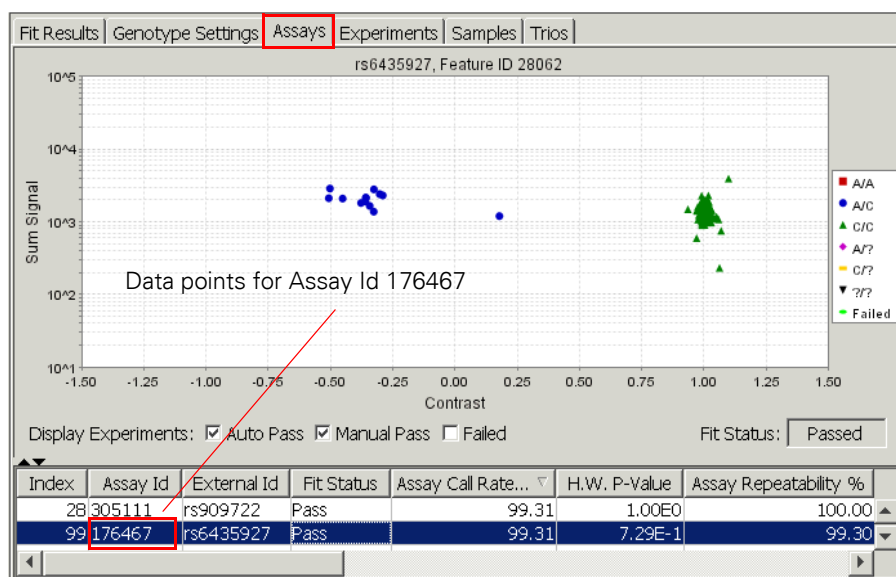 Fit Results Genotype Settings Assays Experiments Samples Trios
rs6435927, Feature ID 28062
10^5
10^4
10^3
10^2
10^1
Sum Signal
Data points for Assay Id 176467
A/A
A/C
C/C
A/?
C/?
?/?
Failed
-1.50 -1.25 -1.00 -0.75 -0.50 -0.25 0.00 0.25 0.50 0.75 1.00 1.25 1.50
Contrast
Display Experiments: Auto Pass Manual Pass Failed Fit Status: Passed
Index Assay Id External Id Fit Status Assay Call Rate... H.W. P-Value Assay Repeatability %
28 305111 rs909722 Pass 99.31 1.00E0 100.00
99 176467 rs6435927 Pass 99.31 7.29E-1 99.30